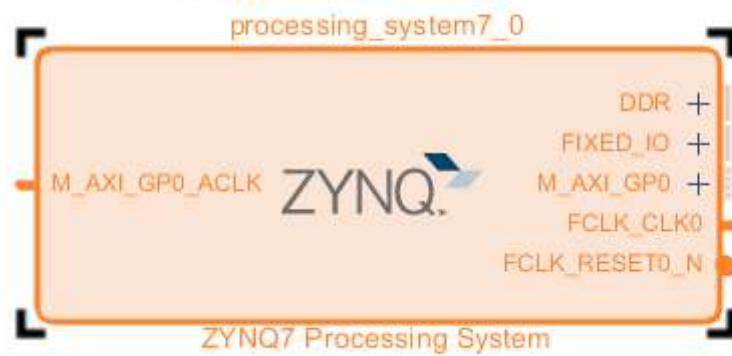 processing_system7_0
DDR
FIXED_IO
M_AXI_GP0_ACLK
ZYNQ.
M_AXI_GP0
FCLK_CLK0
FCLK_RESET0_N
ZYNQ7 Processing System